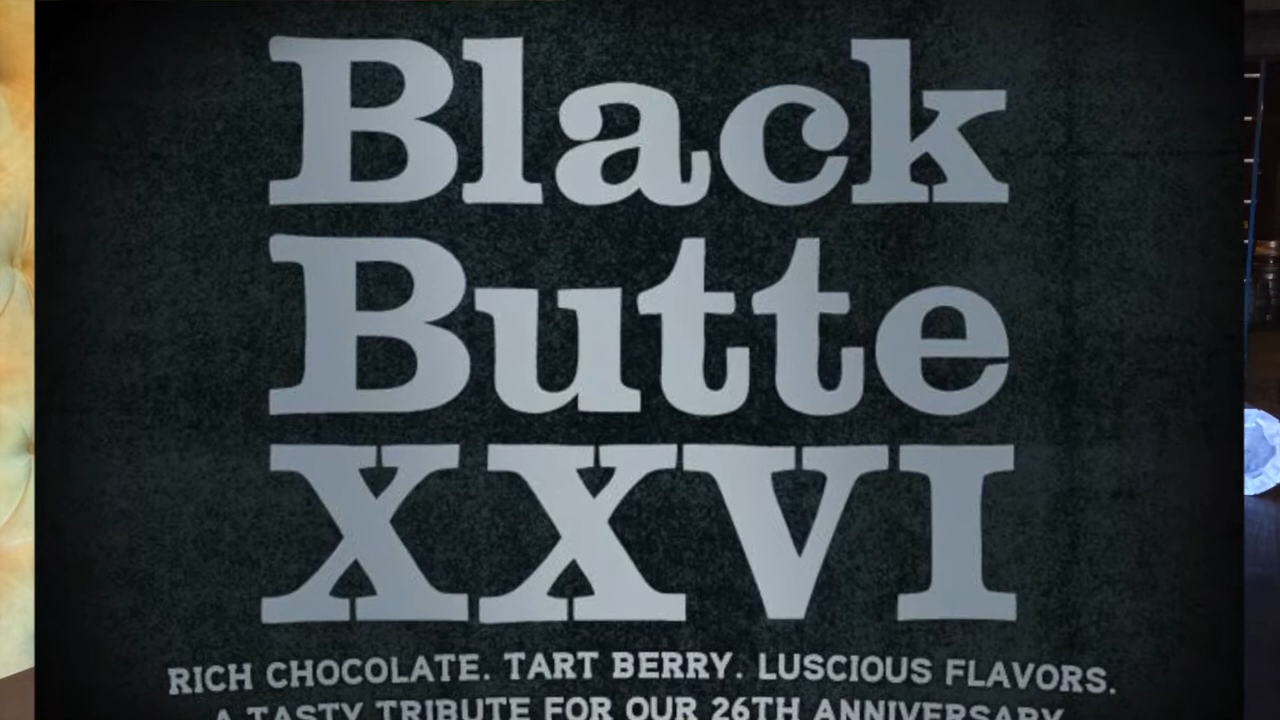 Black
Butte
XXVI
RICH CHOCOLATE. TART BERRY. LUSCIOUS FLAVORS.
A TASTY TRIBUTE FOR OUR 26TH ANNIVERSARY